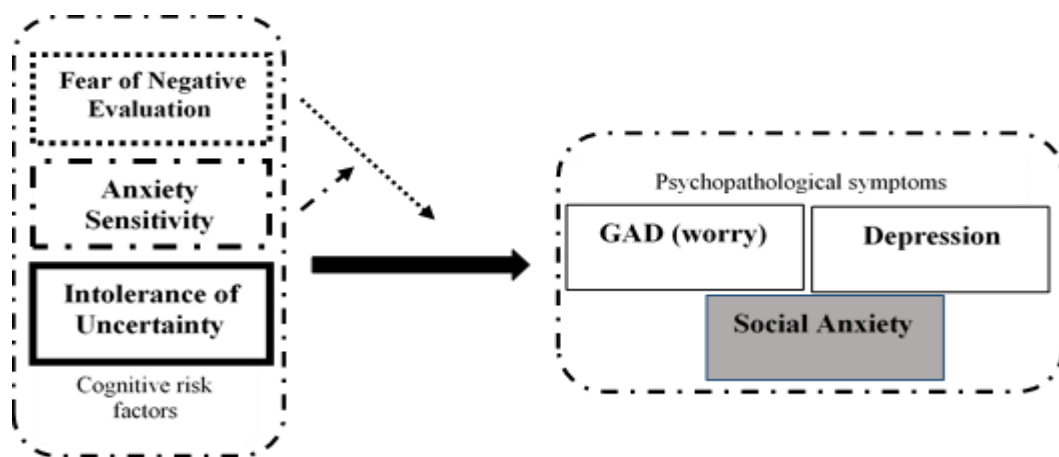 Fear of Negative
Evaluation
Anxiety
Sensitivity
Intolerance of
Uncertainty
Cognitive risk
factors
Psychopathological symptoms
GAD (worry)
Depression
Social Anxiety